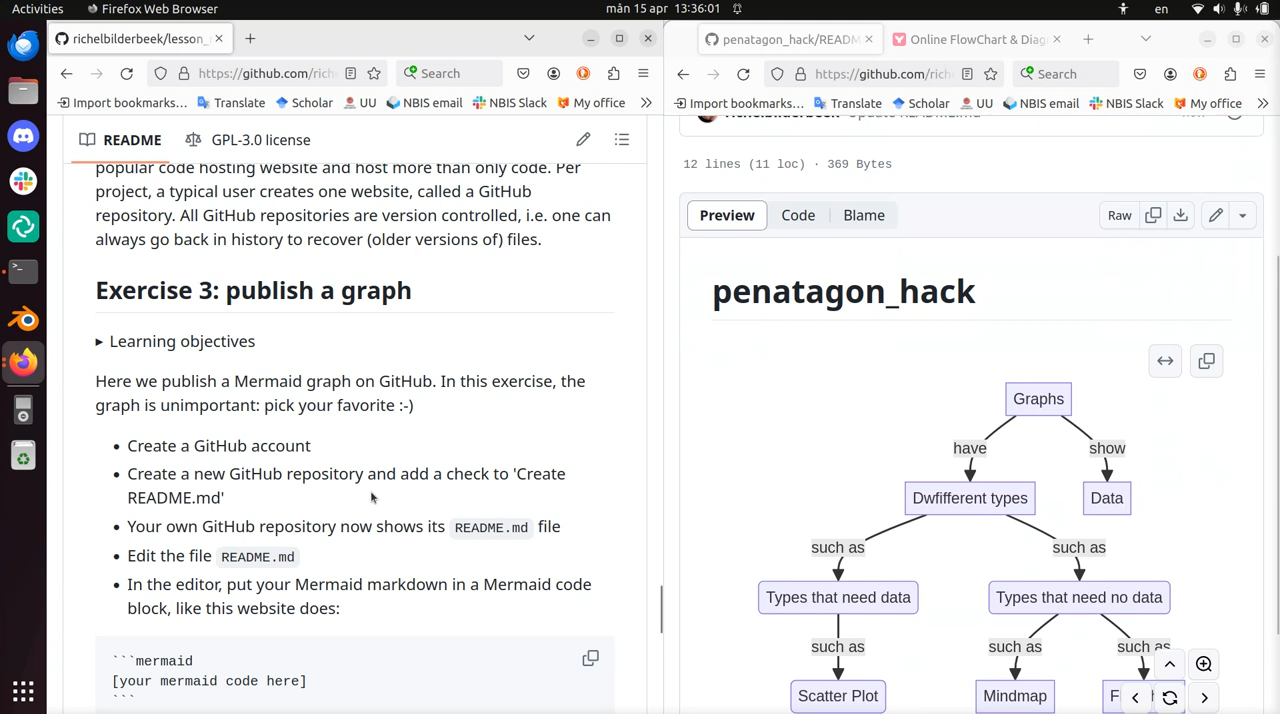 Activities
Firefox Web Browser
mån 15 apr 13:36:01
en
richelbilderbeek/lesson_
https://github.com/rich
Search
Import bookmarks...
Translate
Scholar
UU
NBIS email
NBIS Slack
My office
README
GPL-3.0 license
popular code hosting website and host more than only code. Per
project, a typical user creates one website, called a GitHub
repository. All GitHub repositories are version controlled, i.e. one can
always go back in history to recover (older versions of) files.
Exercise 3: publish a graph
Learning objectives
Here we publish a Mermaid graph on GitHub. In this exercise, the
graph is unimportant: pick your favorite :-)
Create a GitHub account
Create a new GitHub repository and add a check to 'Create
README.md'
Your own GitHub repository now shows its README.md file
Edit the file README.md
In the editor, put your Mermaid markdown in a Mermaid code
block, like this website does:
```mermaid
[your mermaid code here]
```
penatagon_hack/READM
Online FlowChart & Diag
https://github.com/rich
Search
Import bookmarks...
Translate
Scholar
UU
NBIS email
NBIS Slack
My office
12 lines (11 loc) · 369 Bytes
Preview
Code
Blame
Raw
penatagon_hack
Graphs
have
show
Dwfifferent types
Data
such as
such as
Types that need data
Types that need no data
such as
such as
such as
Scatter Plot
Mindmap